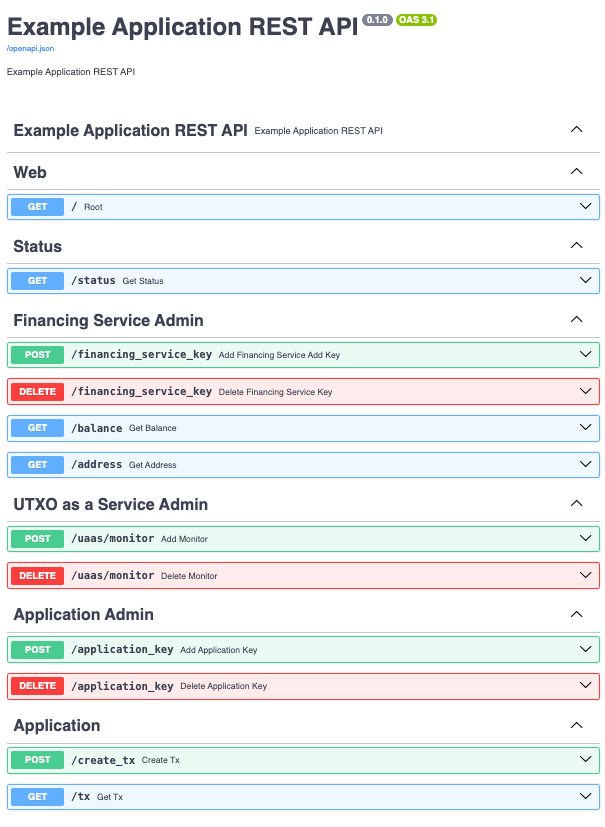 Example Application REST API 0.1.0 OAS 3.1
/openapi.json
Example Application REST API
Example Application REST API Example Application REST API
Web
GET / Root
Status
GET /status Get Status
Financing Service Admin
POST /financing_service_key Add Financing Service Add Key
DELETE /financing_service_key Delete Financing Service Key
GET /balance Get Balance
GET /address Get Address
UTXO as a Service Admin
POST /uaas/monitor Add Monitor
DELETE /uaas/monitor Delete Monitor
Application Admin
POST /application_key Add Application Key
DELETE /application_key Delete Application Key
Application
POST /create_tx Create Tx
GET /tx Get Tx